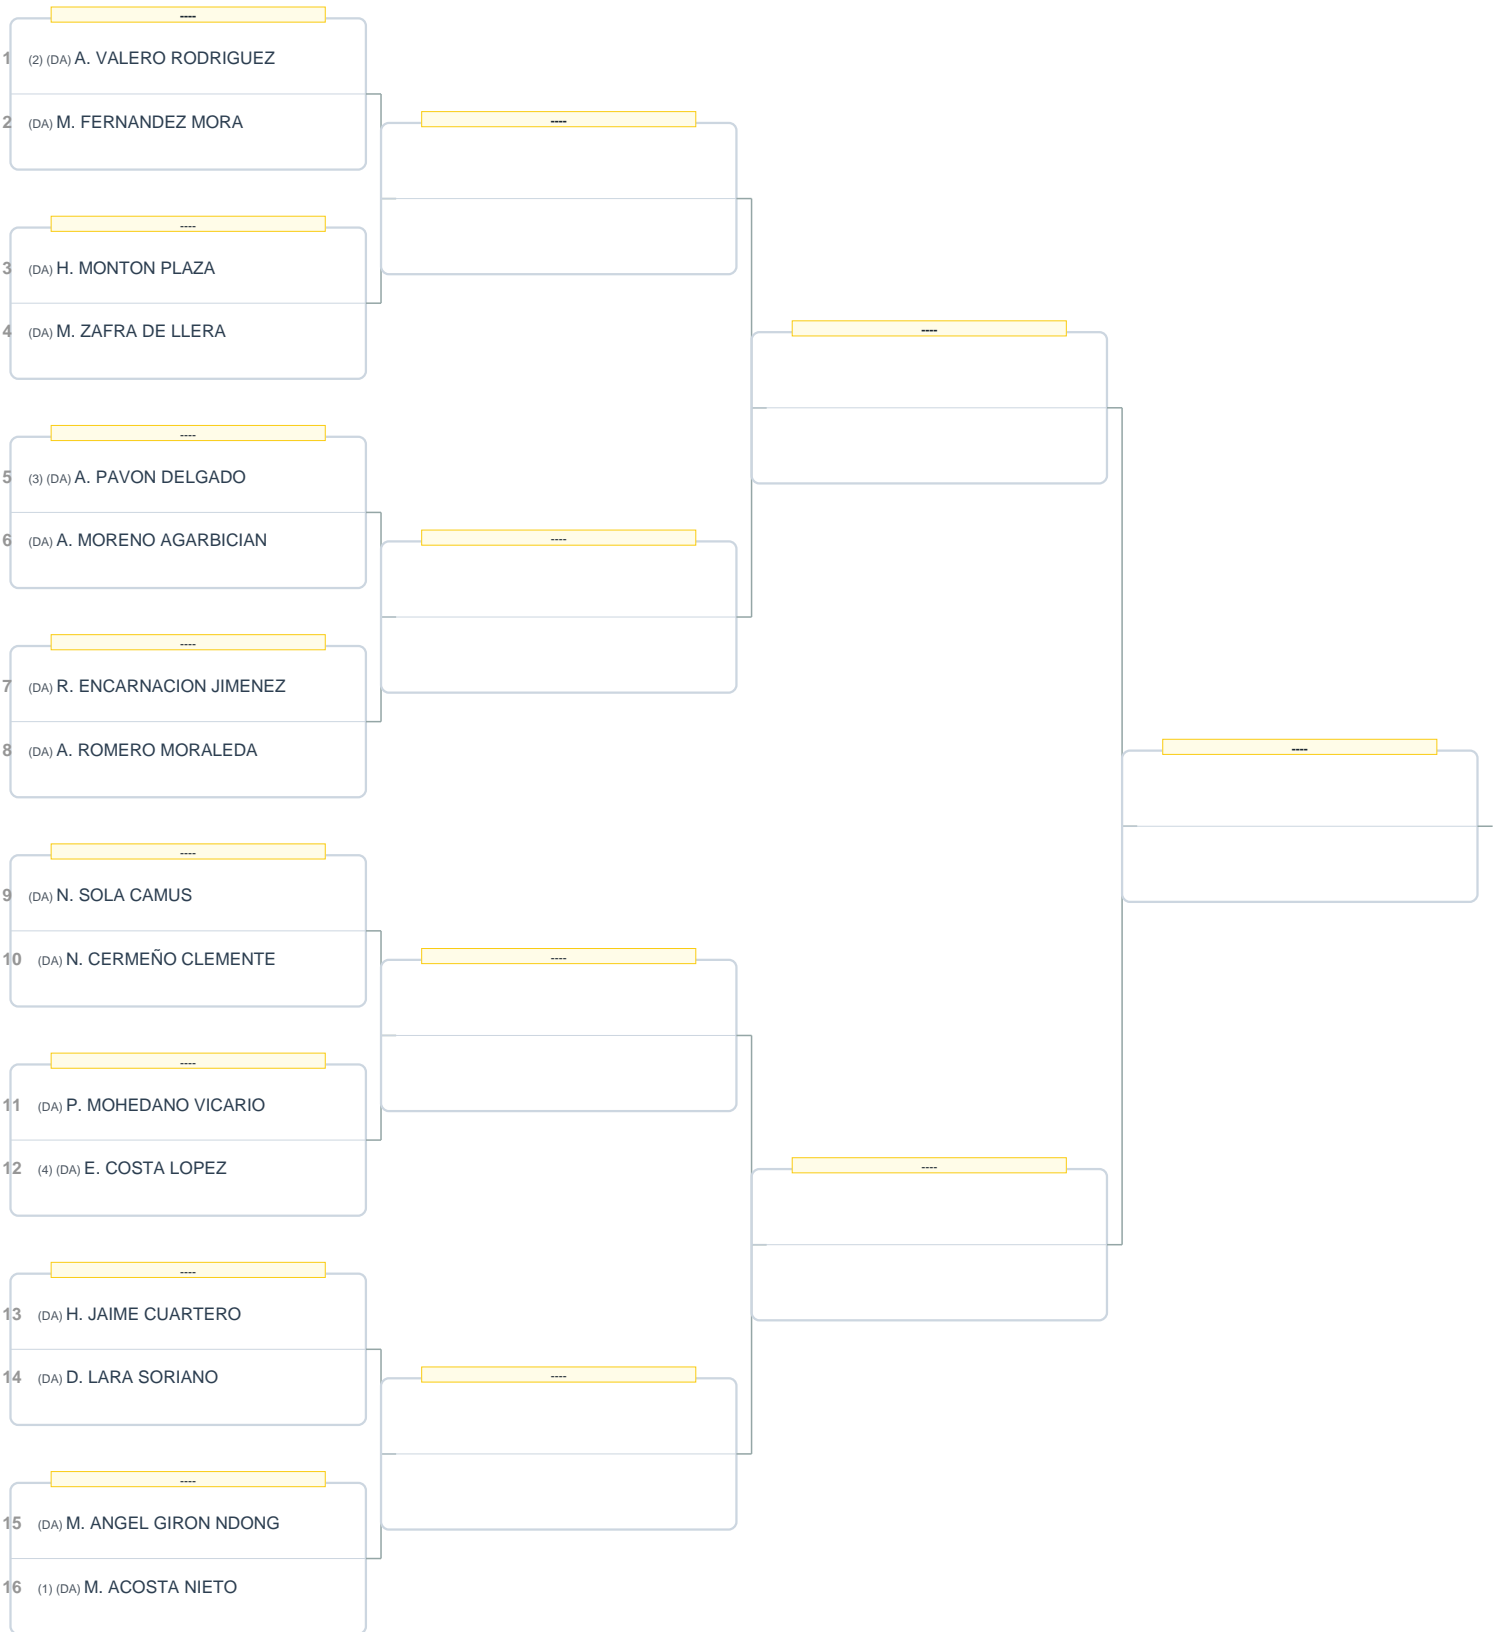 ----
1 (2) (DA) A. VALERO RODRIGUEZ
2 (DA) M. FERNANDEZ MORA
----
3 (DA) H. MONTON PLAZA
4 (DA) M. ZAFRA DE LLERA
----
5 (3) (DA) A. PAVON DELGADO
6 (DA) A. MORENO AGARBICIAN
----
7 (DA) R. ENCARNACION JIMENEZ
8 (DA) A. ROMERO MORALEDA
----
9 (DA) N. SOLA CAMUS
10 (DA) N. CERMEÑO CLEMENTE
----
11 (DA) P. MOHEDANO VICARIO
12 (4) (DA) E. COSTA LOPEZ
----
13 (DA) H. JAIME CUARTERO
14 (DA) D. LARA SORIANO
----
15 (DA) M. ANGEL GIRON NDONG
16 (1) (DA) M. ACOSTA NIETO
----
----
----
----
----
----
----